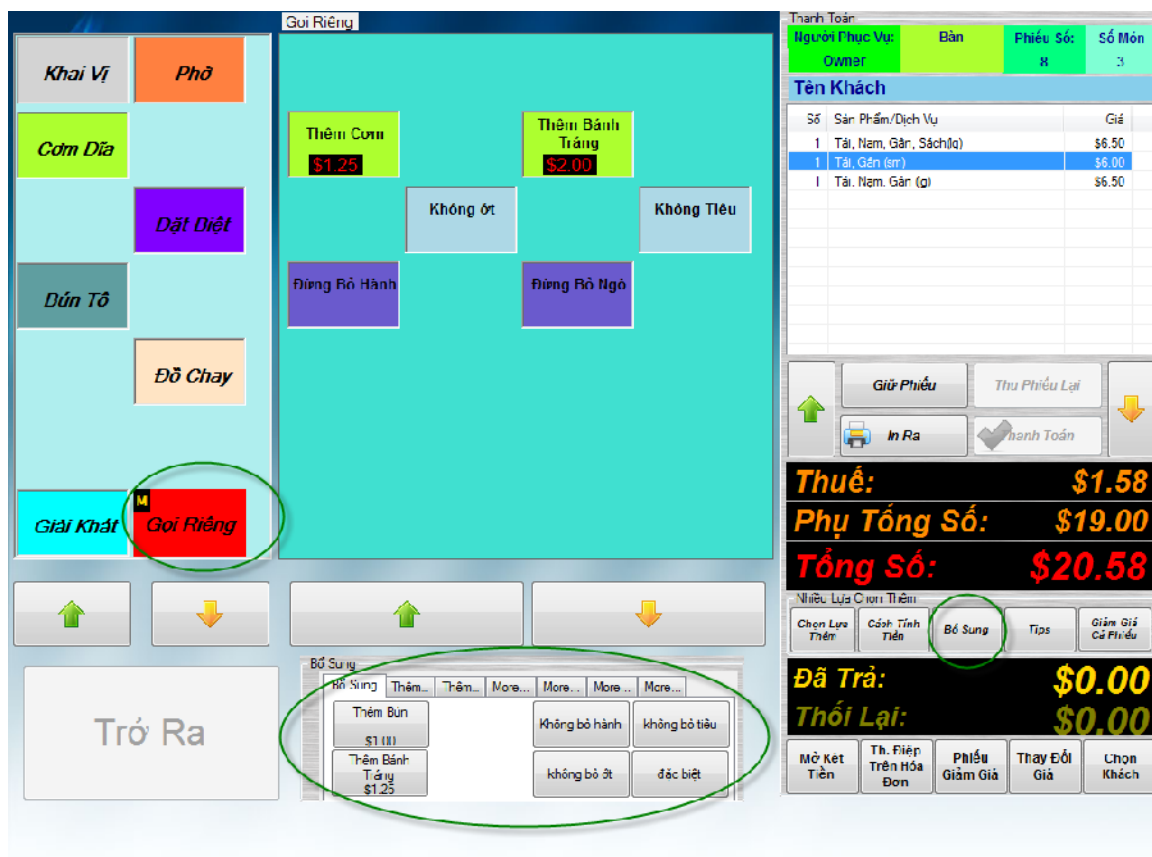 Gọi Riêng
Khai Vị
Phở
Cơm Dĩa
Dặt Biệt
Bún Tô
Đồ Chay
Giải Khát
M
Gọi Riêng
Thêm Cơm
$1.25
Thêm Bánh
Tráng
$2.00
Không ớt
Không Tiêu
Đừng Bỏ Hành
Đừng Bỏ Ngò
Trở Ra
Bổ Sung
Bổ Sung
Thêm...
Thêm...
More...
More...
More...
More...
Thêm Bún
$1.00
Không bỏ hành
không bỏ tiêu
Thêm Bánh
Tráng
$1.25
không bỏ ớt
đăc biệt
Thanh Toán
Người Phục Vụ:
Bàn
Phiếu Số:
Số Món
Owner
8
3
Tên Khách
Số
Sản Phẩm/Dịch Vụ
Giá
1 Tái, Nạm, Gân, Sách(lg) $6.50
1 Tái, Gân (sm) $6.00
1 Tái, Nạm, Gân (g) $6.50
Giữ Phiếu
Thu Phiếu Lại
In Ra
Thanh Toán
Thuế: $1.58
Phụ Tổng Số: $19.00
Tổng Số: $20.58
Nhiều Lựa Chọn Thêm
Chọn Lựa
Thêm
Cách Tính
Tiền
Bổ Sung
Tips
Giảm Giá
Cả Phiếu
Đã Trả: $0.00
Thối Lại: $0.00
Mở Két
Tiền
Th. Điệp
Trên Hóa
Đơn
Phiếu
Giảm Giá
Thay Đổi
Giá
Chọn
Khách